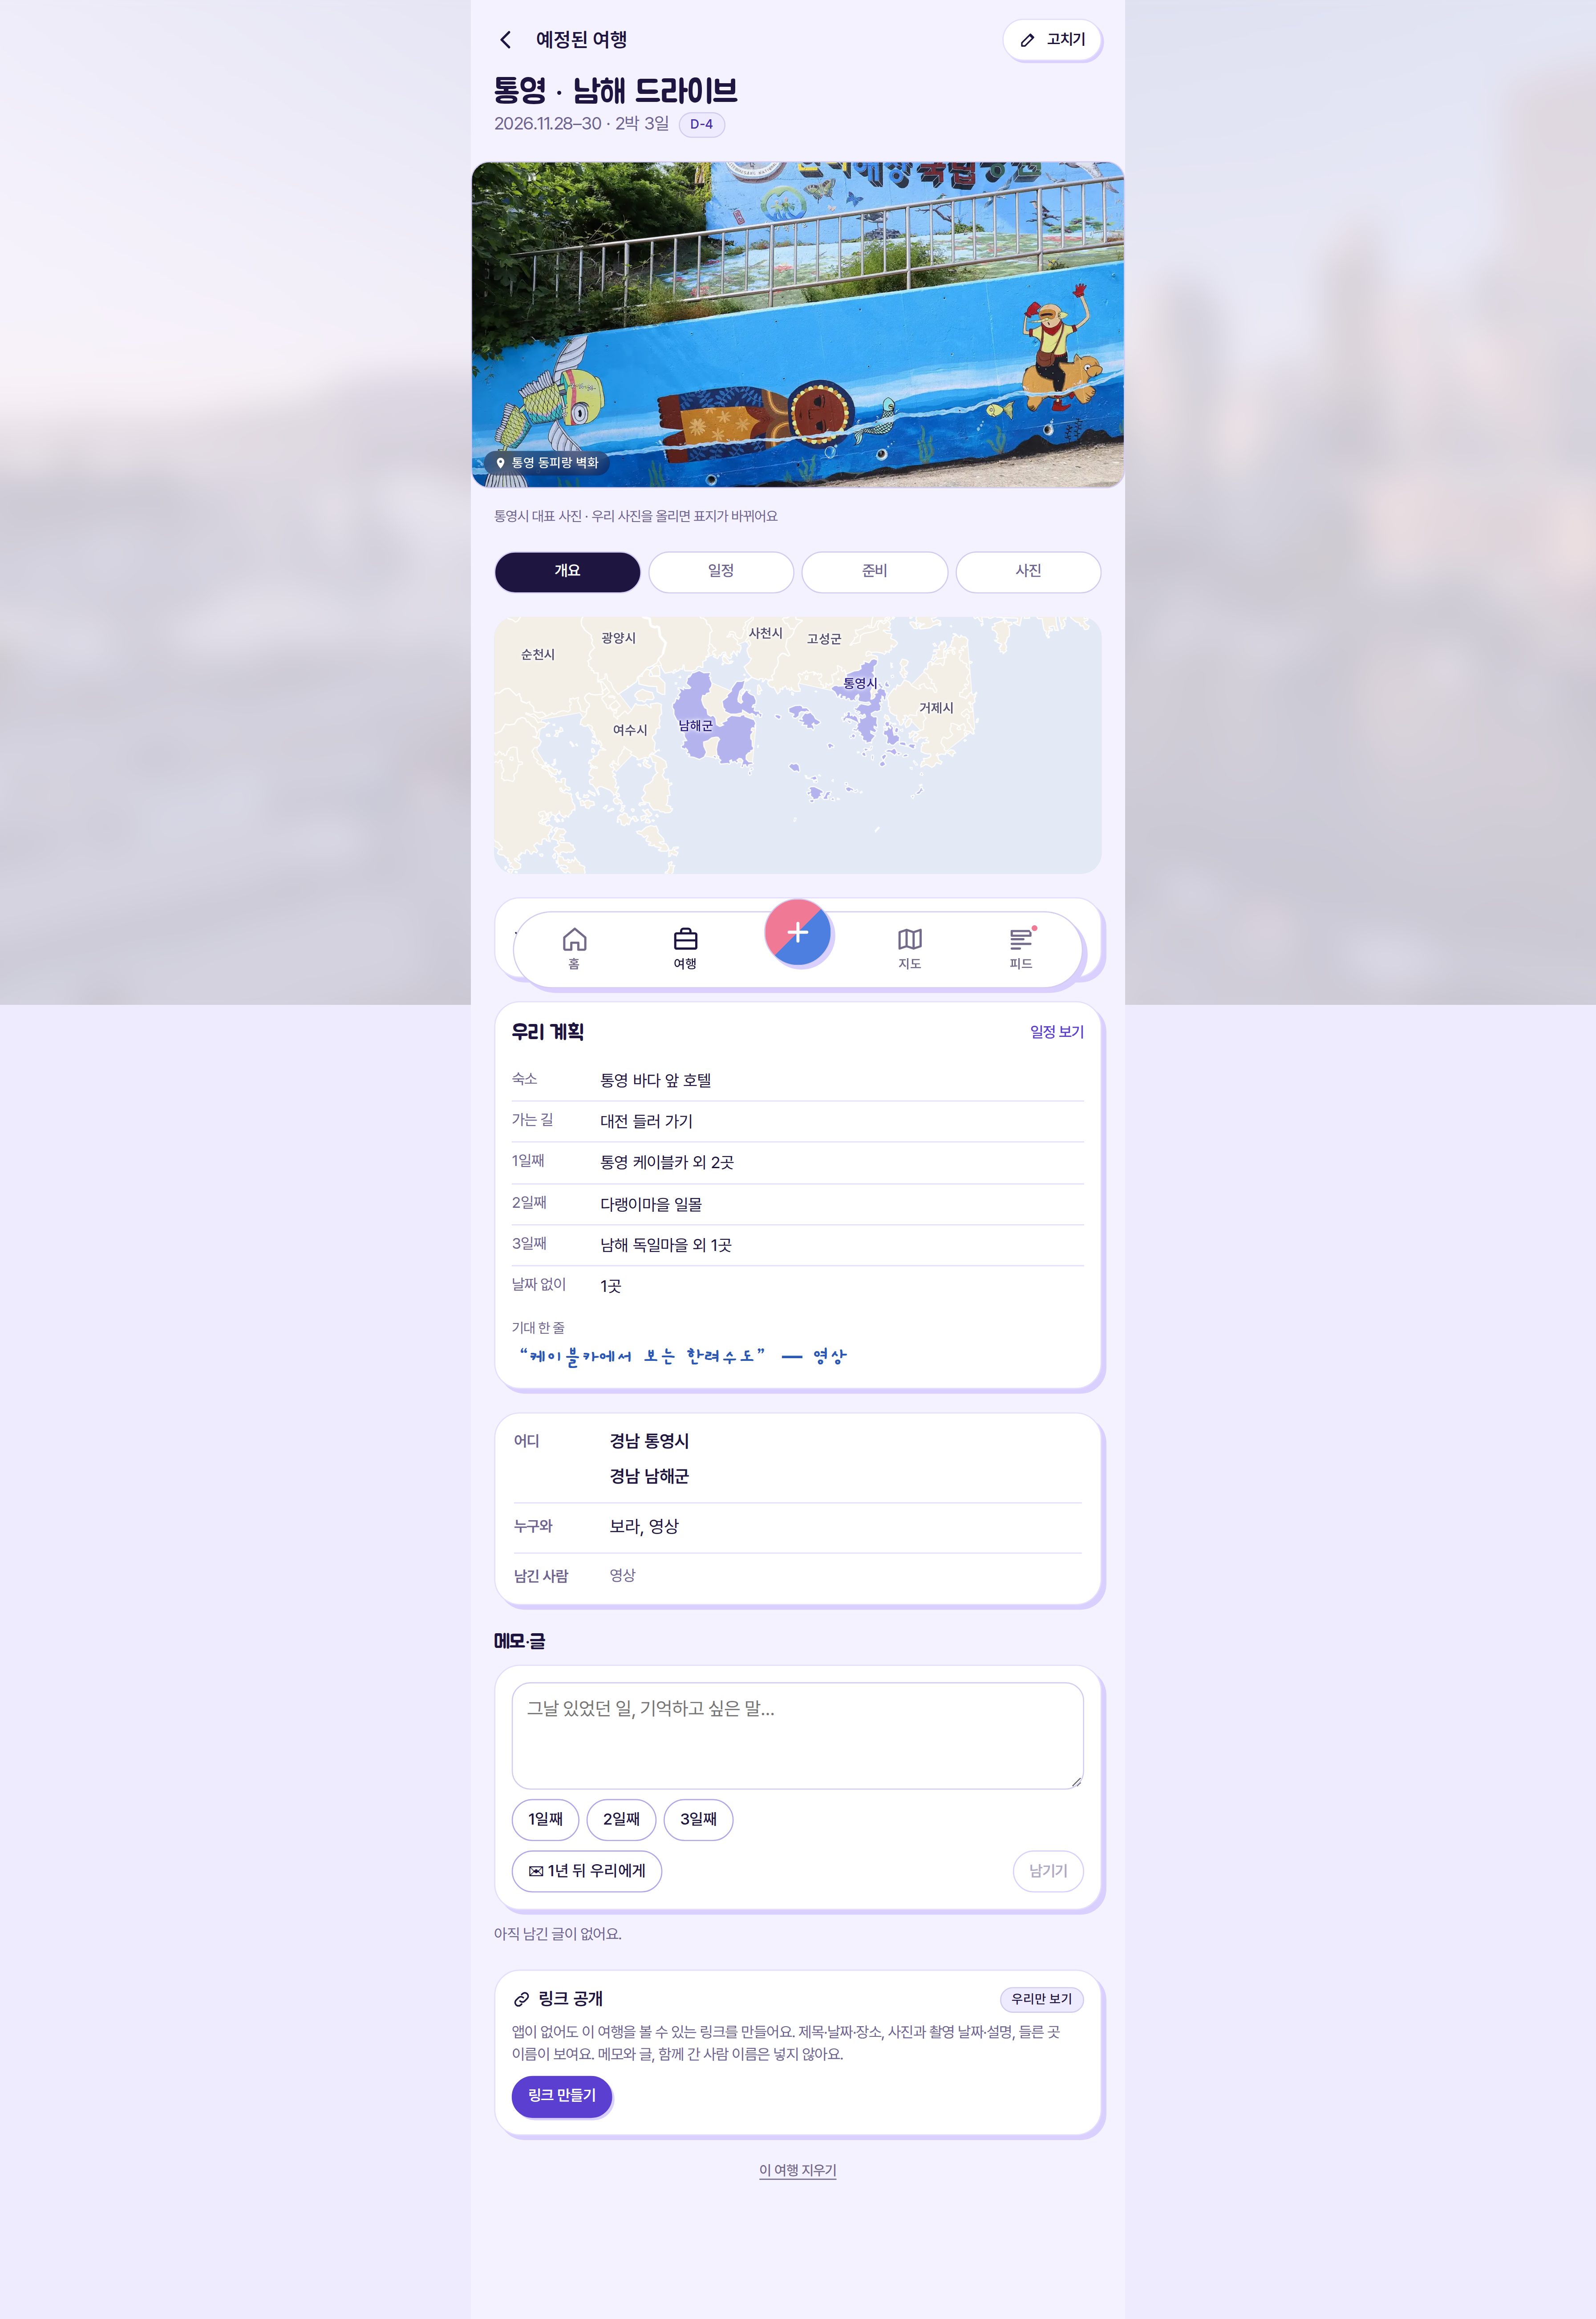 예정된 여행
고치기
통영 · 남해 드라이브
2026.11.28–30 · 2박 3일 D-4
통영 동피랑 벽화
통영시 대표 사진 · 우리 사진을 올리면 표지가 바뀌어요
개요 일정 준비 사진
순천시 광양시 사천시 고성군
통영시
여수시 남해군 거제시
홈 여행 지도 피드
우리 계획 일정 보기
숙소 통영 바다 앞 호텔
가는 길 대전 들러 가기
1일째 통영 케이블카 외 2곳
2일째 다랭이마을 일몰
3일째 남해 독일마을 외 1곳
날짜 없이 1곳
기대 한 줄
“케이블카에서 보는 한려수도” — 영상
어디 경남 통영시
경남 남해군
누구와 보라, 영상
남긴 사람 영상
메모·글
그날 있었던 일, 기억하고 싶은 말...
1일째 2일째 3일째
✉ 1년 뒤 우리에게 남기기
아직 남긴 글이 없어요.
링크 공개 우리만 보기
앱이 없어도 이 여행을 볼 수 있는 링크를 만들어요. 제목·날짜·장소, 사진과 촬영 날짜·설명, 들른 곳
이름이 보여요. 메모와 글, 함께 간 사람 이름은 넣지 않아요.
링크 만들기
이 여행 지우기